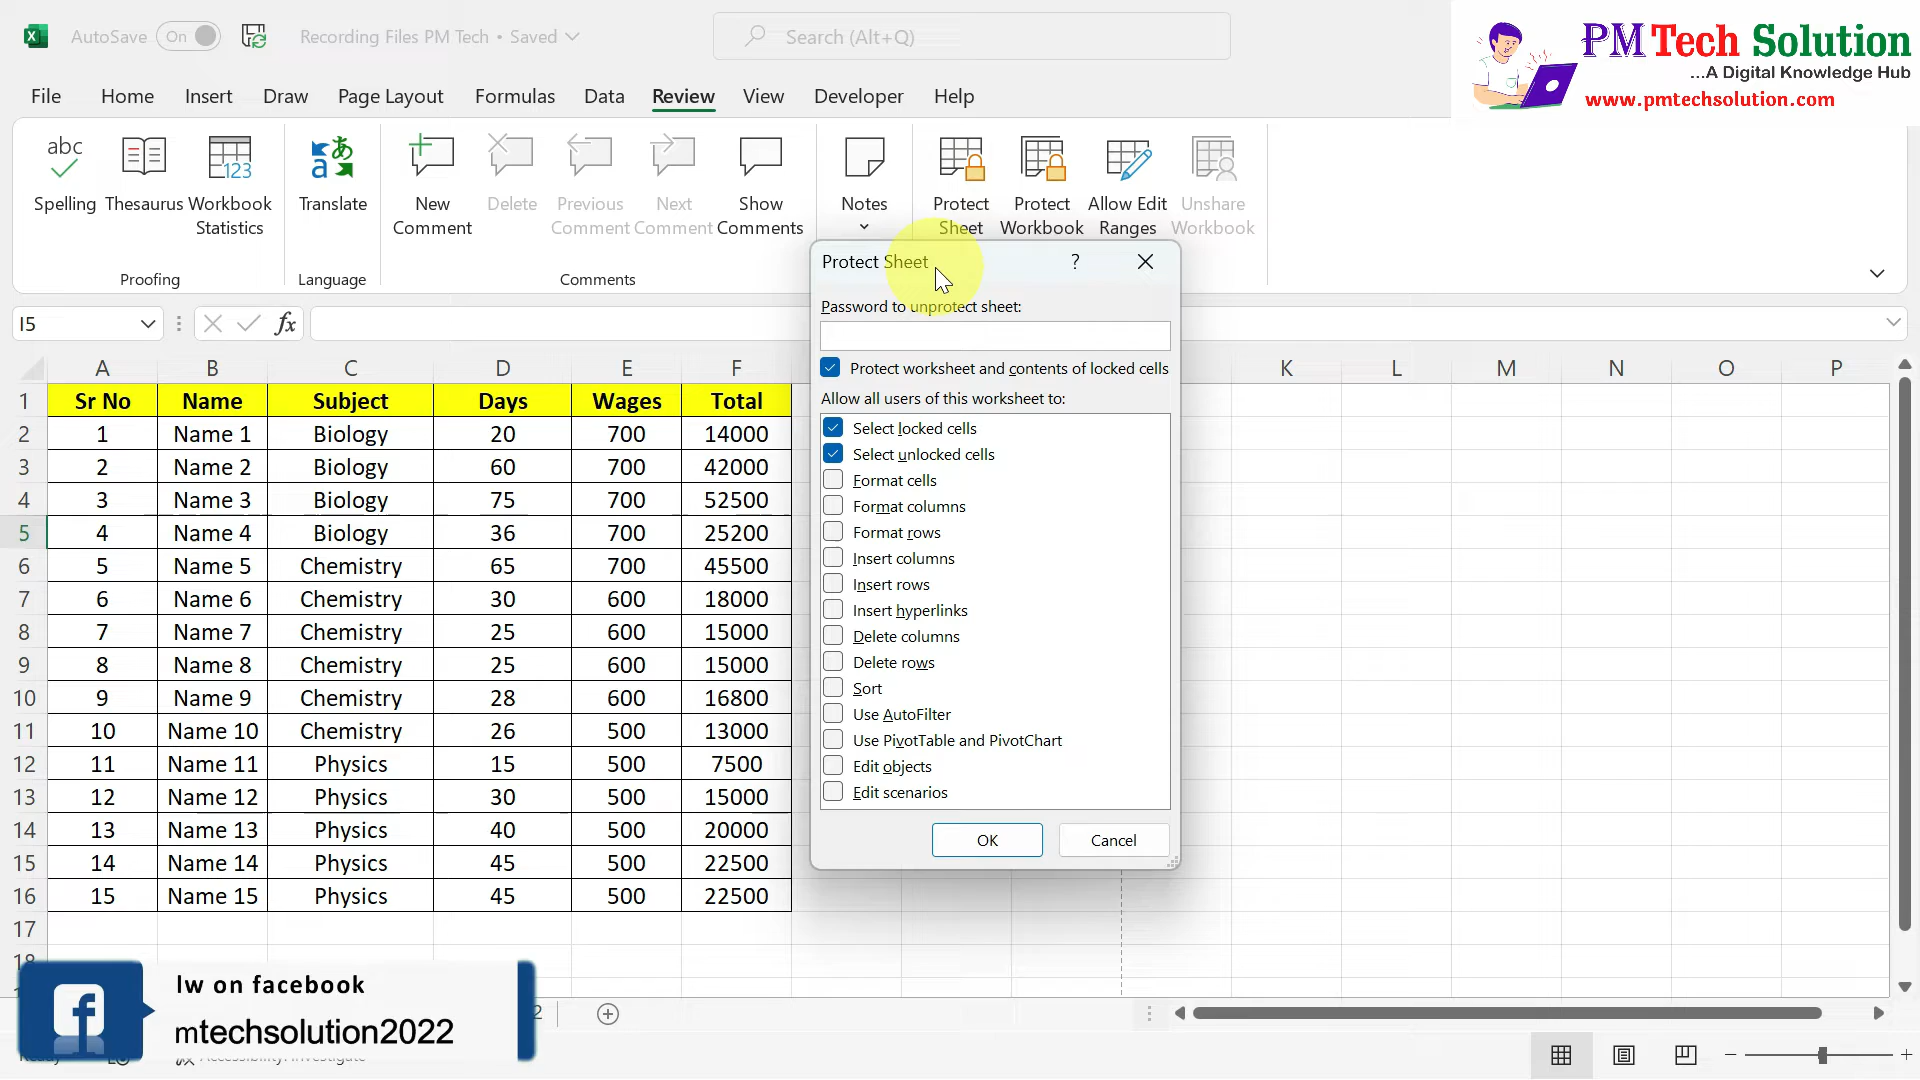 AutoSave On Recording Files PM Tech • Saved Search (Alt+Q)
PM Tech Solution
...A Digital Knowledge Hub
www.pmtechsolution.com
File Home Insert Draw Page Layout Formulas Data Review View Developer Help
abc
123
a
Spelling Thesaurus Workbook Statistics
Translate
New Comment
Delete
Previous Comment
Next Comment
Show Comments
Notes
Protect Sheet
Protect Workbook
Allow Edit Ranges
Unshare Workbook
Proofing Language Comments
I5 fx
A B C D E F K L M N O P
1 Sr No Name Subject Days Wages Total
2 1 Name 1 Biology 20 700 14000
3 2 Name 2 Biology 60 700 42000
4 3 Name 3 Biology 75 700 52500
5 4 Name 4 Biology 36 700 25200
6 5 Name 5 Chemistry 65 700 45500
7 6 Name 6 Chemistry 30 600 18000
8 7 Name 7 Chemistry 25 600 15000
9 8 Name 8 Chemistry 25 600 15000
10 9 Name 9 Chemistry 28 600 16800
11 10 Name 10 Chemistry 26 500 13000
12 11 Name 11 Physics 15 500 7500
13 12 Name 12 Physics 30 500 15000
14 13 Name 13 Physics 40 500 20000
15 14 Name 14 Physics 45 500 22500
16 15 Name 15 Physics 45 500 22500
17
18
Protect Sheet ?
Password to unprotect sheet:
Protect worksheet and contents of locked cells
Allow all users of this worksheet to:
Select locked cells
Select unlocked cells
Format cells
Format columns
Format rows
Insert columns
Insert rows
Insert hyperlinks
Delete columns
Delete rows
Sort
Use AutoFilter
Use PivotTable and PivotChart
Edit objects
Edit scenarios
OK Cancel
lw on facebook
mtechsolution2022
2
Accessibility: Investigate